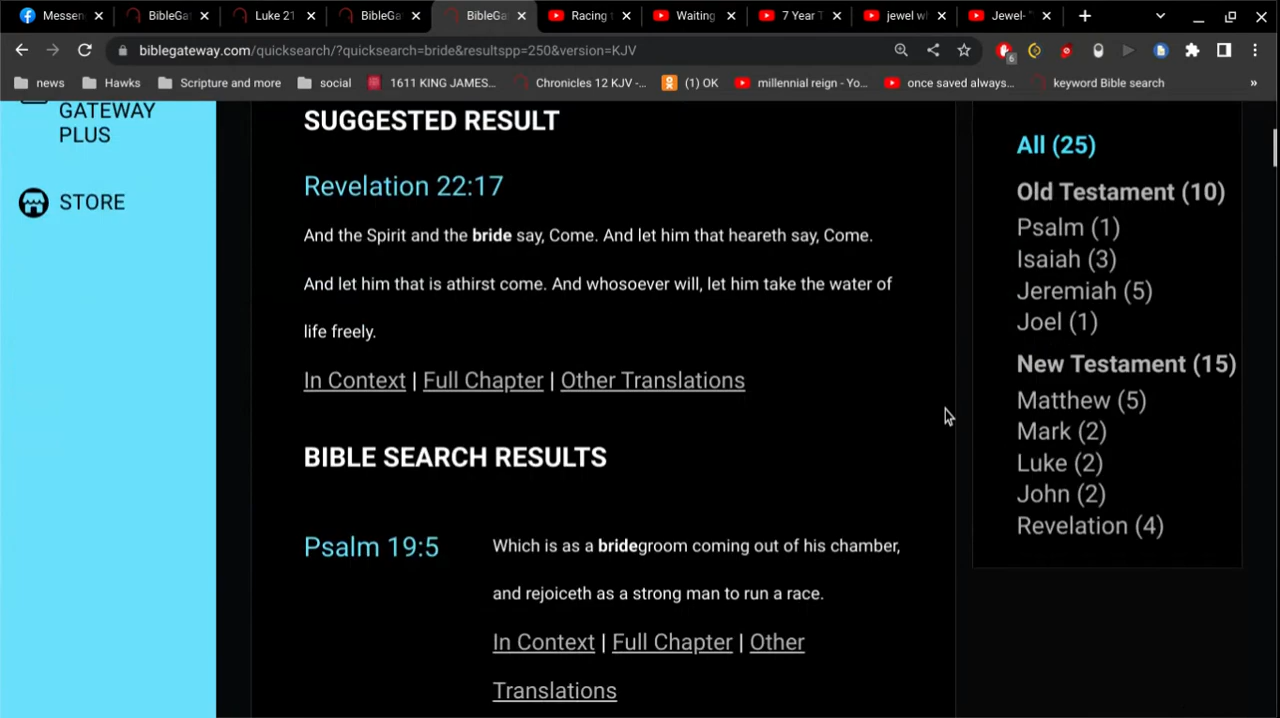 Messen
BibleGa
Luke 21
BibleGa
BibleGa
Racing t
Waiting
7 Year T
jewel wh
Jewel- "
biblegateway.com/quicksearch/?quicksearch=bride&resultspp=250&version=KJV
6
news
Hawks
Scripture and more
social
1611 KING JAMES...
Chronicles 12 KJV -...
(1) OK
millennial reign - Yo...
once saved always...
keyword Bible search
»
GATEWAY
PLUS
STORE
SUGGESTED RESULT
Revelation 22:17
And the Spirit and the bride say, Come. And let him that heareth say, Come.
And let him that is athirst come. And whosoever will, let him take the water of
life freely.
In Context | Full Chapter | Other Translations
BIBLE SEARCH RESULTS
Psalm 19:5
Which is as a bridegroom coming out of his chamber,
and rejoiceth as a strong man to run a race.
In Context | Full Chapter | Other
Translations
All (25)
Old Testament (10)
Psalm (1)
Isaiah (3)
Jeremiah (5)
Joel (1)
New Testament (15)
Matthew (5)
Mark (2)
Luke (2)
John (2)
Revelation (4)